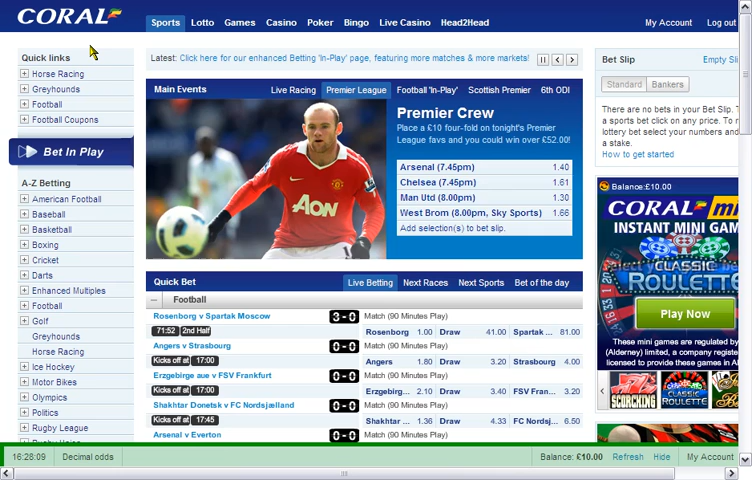 CORAL
Sports Lotto Games Casino Poker Bingo Live Casino Head2Head
My Account Log out
Quick links
Horse Racing
Greyhounds
Football
Football Coupons
Bet In Play
A-Z Betting
American Football
Baseball
Basketball
Boxing
Cricket
Darts
Enhanced Multiples
Football
Golf
Greyhounds
Horse Racing
Ice Hockey
Motor Bikes
Olympics
Politics
Rugby League
Latest: Click here for our enhanced Betting 'In-Play' page, featuring more matches & more markets!
Main Events Live Racing Premier League Football 'In-Play' Scottish Premier 6th ODI
AON
Premier Crew
Place a £10 four-fold on tonight's Premier
League favs and you could win over £52.00!
Arsenal (7.45pm) 1.40
Chelsea (7.45pm) 1.61
Man Utd (8.00pm) 1.30
West Brom (8.00pm, Sky Sports) 1.66
Add selection(s) to bet slip.
Quick Bet Live Betting Next Races Next Sports Bet of the day
Football
Rosenborg v Spartak Moscow 3-0 Match (90 Minutes Play)
71:52 2nd Half Rosenborg 1.00 Draw 41.00 Spartak ... 81.00
Angers v Strasbourg 0-0 Match (90 Minutes Play)
Kicks off at 17:00 Angers 1.80 Draw 3.20 Strasbourg 4.00
Erzgebirge aue v FSV Frankfurt 0-0 Match (90 Minutes Play)
Kicks off at 17:00 Erzgebirg... 2.10 Draw 3.40 FSV Fran... 3.20
Shakhtar Donetsk v FC Nordsjælland 0-0 Match (90 Minutes Play)
Kicks off at 17:45 Shakhtar ... 1.36 Draw 4.33 FC Nordsj... 6.50
Arsenal v Everton 0-0 Match (90 Minutes Play)
Bet Slip Empty Sli
Standard Bankers
There are no bets in your Bet Slip. To
a sports bet click on any price. To
lottery bet select your numbers and
a stake.
How to get started
Balance:£10.00
CORAL mi
INSTANT MINI GAM
CLASSIC
ROULETTE
Play Now
These mini games are regulated by
(Alderney) limited, a company registe
licensed to provide these games in A
SCORCHING
CLASSIC
ROULETTE
16:28:09 Decimal odds
Balance: £10.00 Refresh Hide My Account